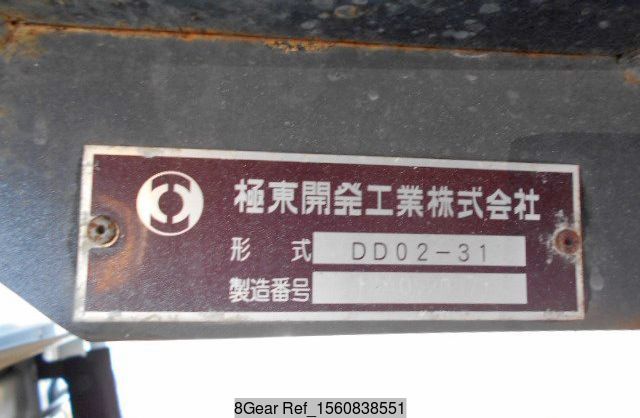 極東開発工業株式会社
形式 DD02-31
製造番号
8Gear Ref_1560838551